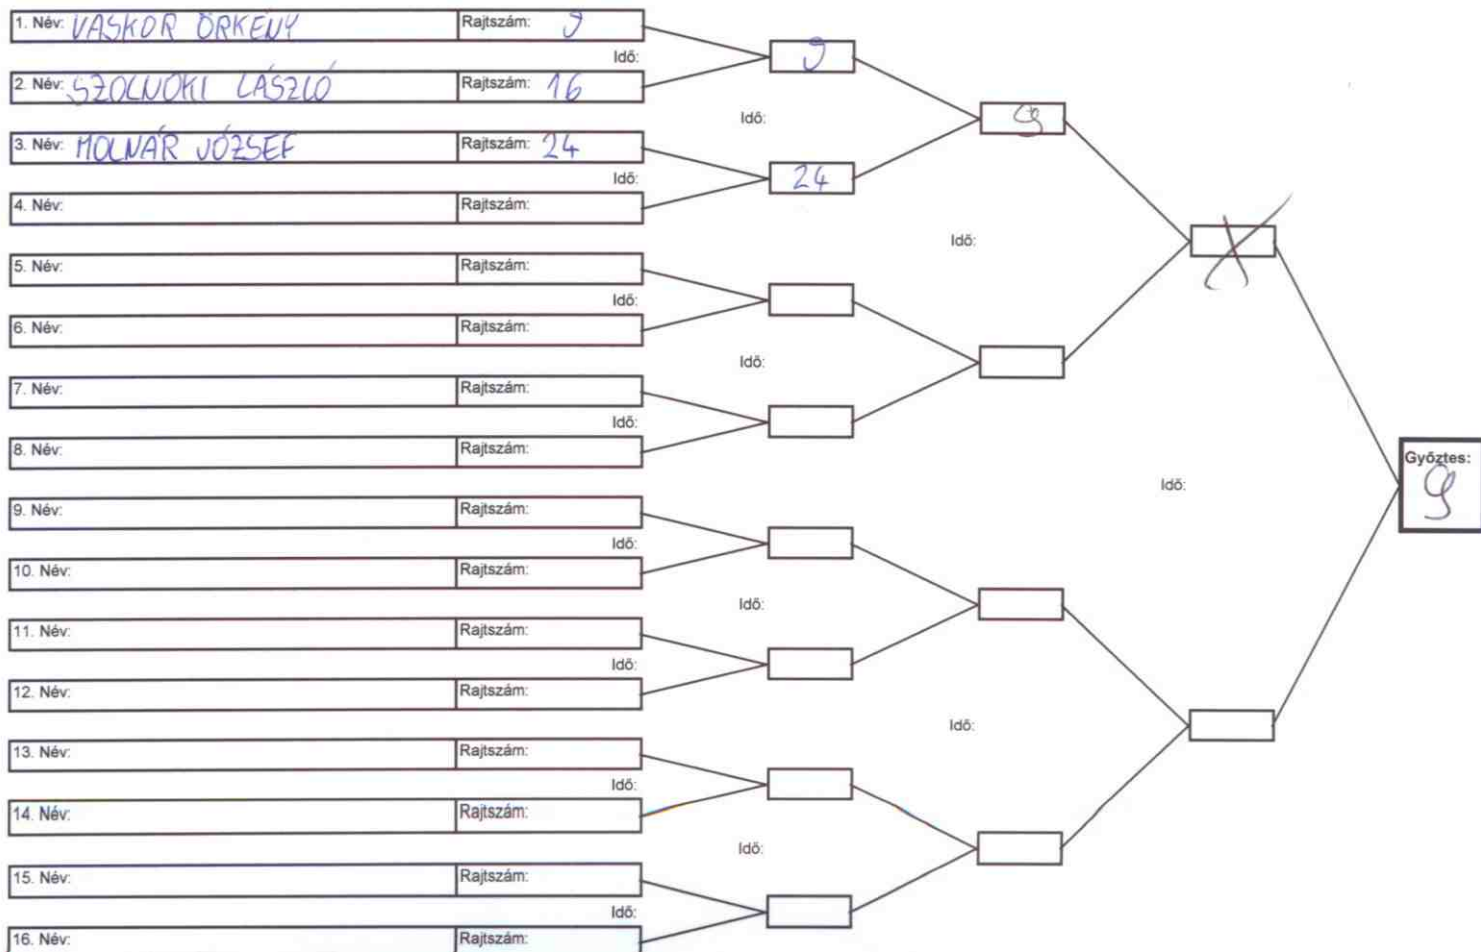 1. Név: VASKOR ÖRKÉNY Rajtszám: 9
Idő:
9
2. Név: SZOLNOKI LÁSZLÓ Rajtszám: 16
Idő:
9
3. Név: MOLNÁR JÓZSEF Rajtszám: 24
Idő:
24
4. Név: Rajtszám:
Idő:
5. Név: Rajtszám:
Idő:
6. Név: Rajtszám:
Idő:
7. Név: Rajtszám:
Idő:
8. Név: Rajtszám:
Győztes:
9
Idő:
9. Név: Rajtszám:
Idő:
10. Név: Rajtszám:
Idő:
11. Név: Rajtszám:
Idő:
12. Név: Rajtszám:
Idő:
13. Név: Rajtszám:
Idő:
14. Név: Rajtszám:
Idő:
15. Név: Rajtszám:
Idő:
16. Név: Rajtszám: